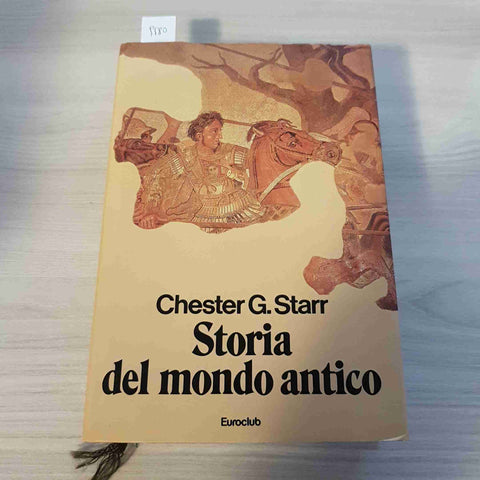 Chester G. Starr
Storia
del mondo antico
Euroclub